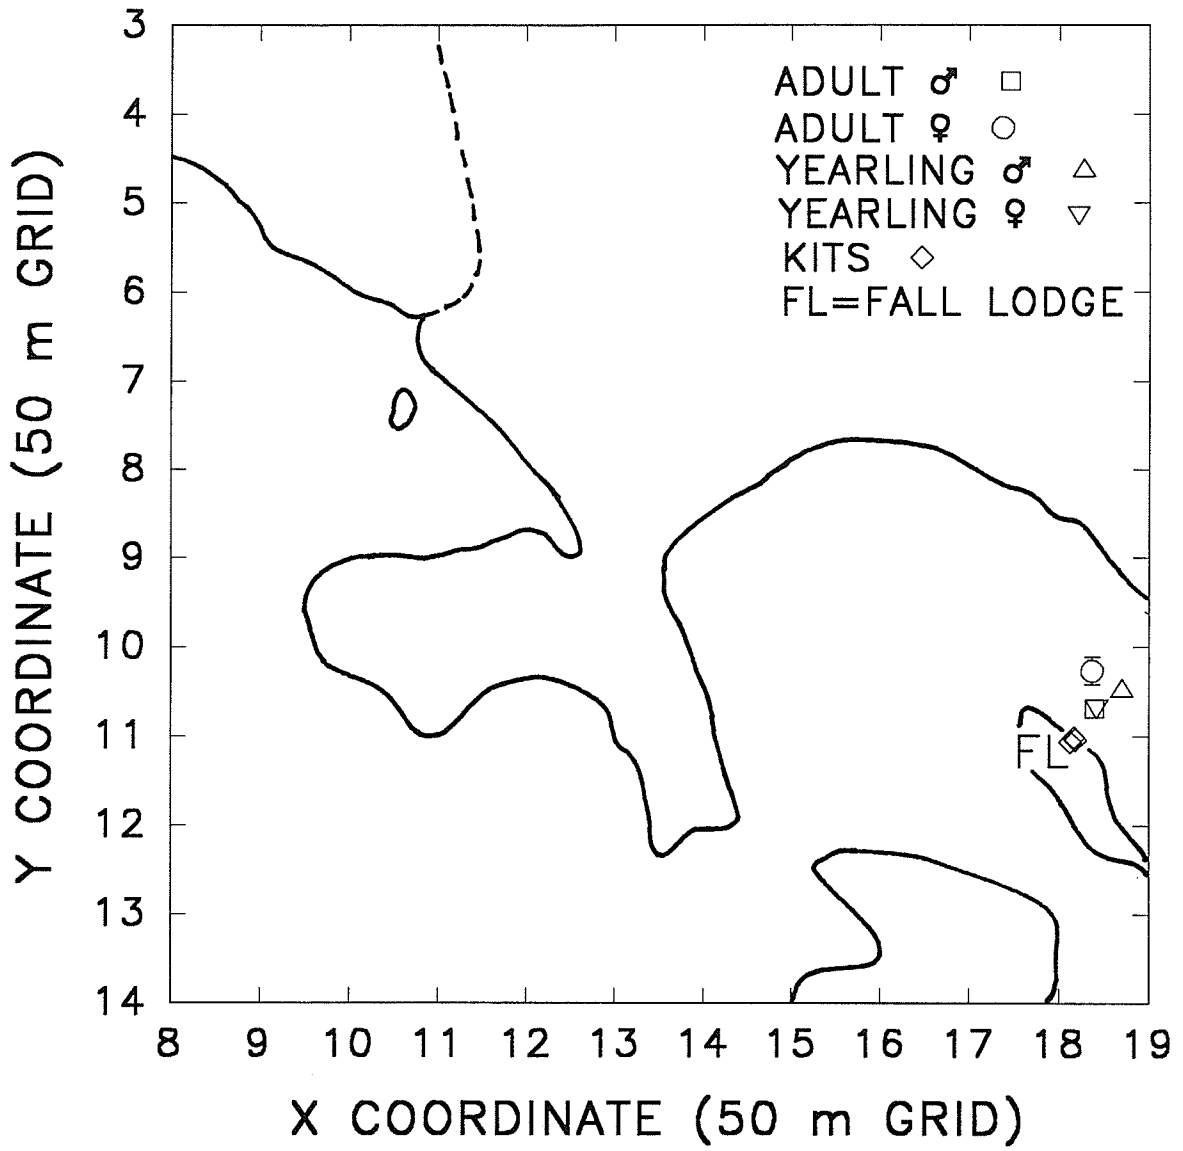 3
4
5
6
7
8
9
10
11
12
13
14
Y COORDINATE (50 m GRID)
ADULT ♂ □
ADULT ♀ ○
YEARLING ♂ △
YEARLING ♀ ▽
KITS ◇
FL=FALL LODGE
FL
8 9 10 11 12 13 14 15 16 17 18 19
X COORDINATE (50 m GRID)